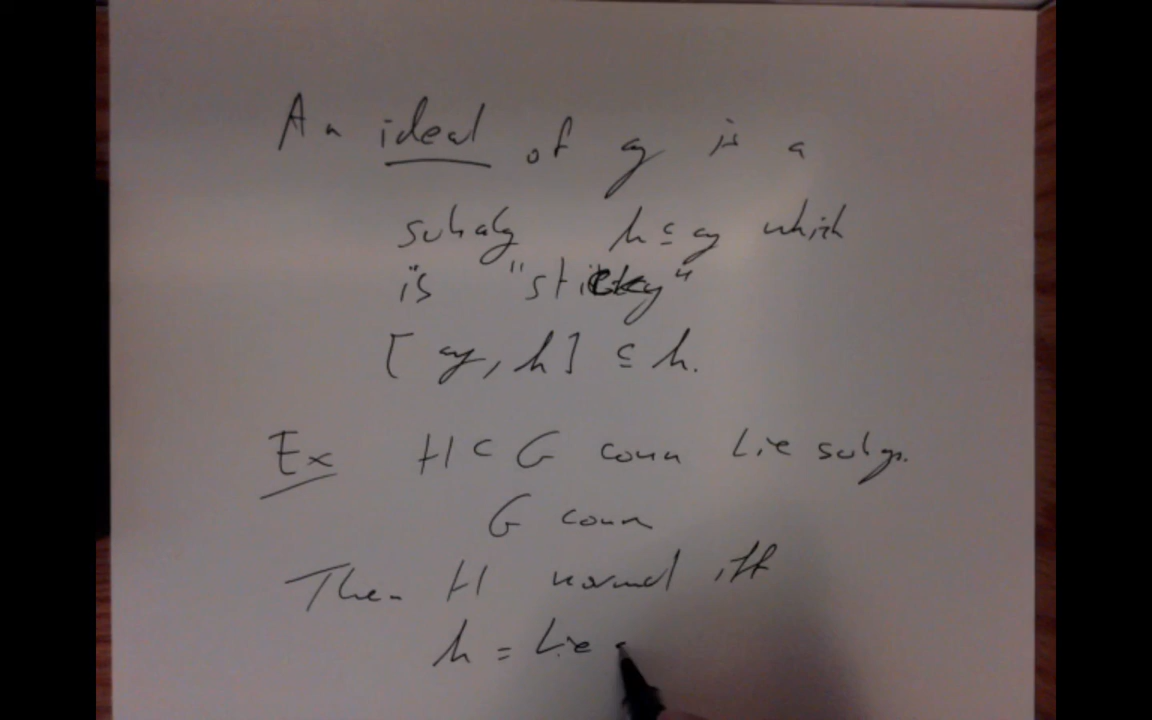 An ideal of g is a
subalg h ⊆ g which
is "sticky"
[g, h] ⊆ h.
Ex H ⊂ G conn Lie subgp.
G conn
Then H normal iff
h = Lie